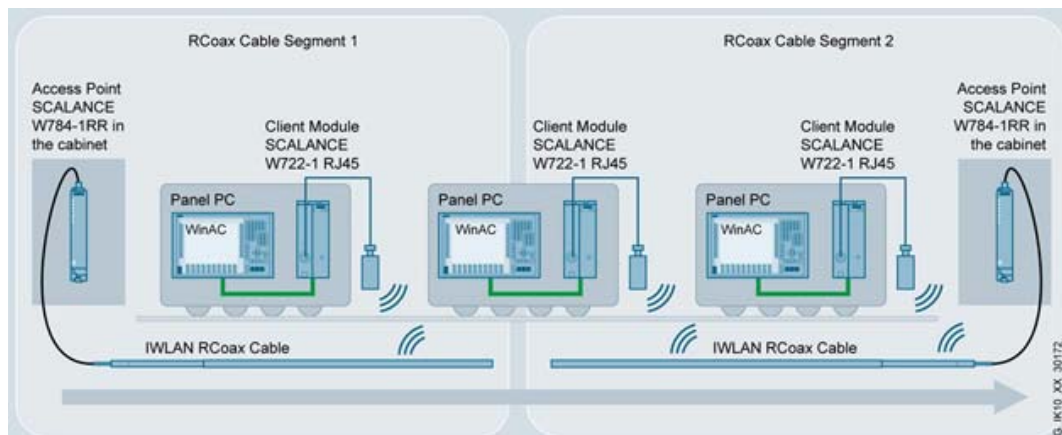 RCoax Cable Segment 1
RCoax Cable Segment 2
Access Point
SCALANCE
W784-1RR in
the cabinet
Client Module
SCALANCE
W722-1 RJ45
Client Module
SCALANCE
W722-1 RJ45
Client Module
SCALANCE
W722-1 RJ45
Access Point
SCALANCE
W784-1RR in
the cabinet
Panel PC
WinAC
Panel PC
WinAC
Panel PC
WinAC
IWLAN RCoax Cable
IWLAN RCoax Cable
G_IK10_XX_30172